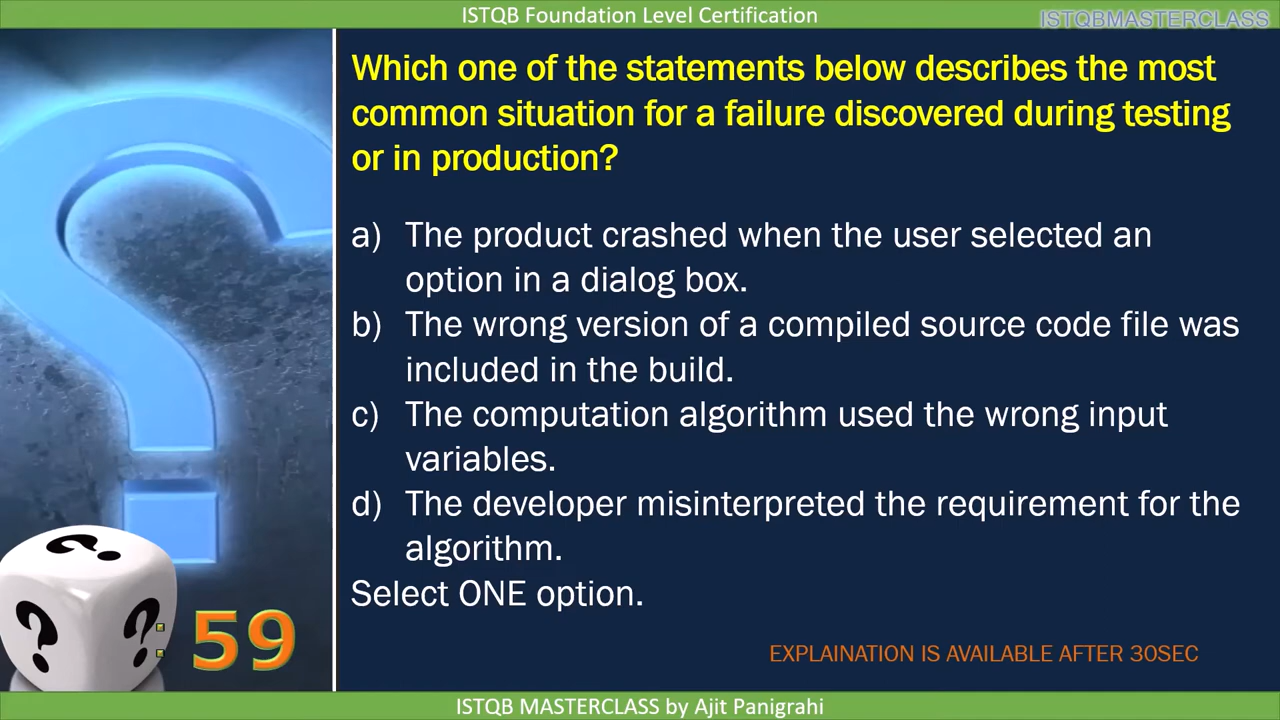 ISTQB Foundation Level Certification
ISTQBMASTERCLASS
Which one of the statements below describes the most
common situation for a failure discovered during testing
or in production?
a) The product crashed when the user selected an
option in a dialog box.
b) The wrong version of a compiled source code file was
included in the build.
c) The computation algorithm used the wrong input
variables.
d) The developer misinterpreted the requirement for the
algorithm.
Select ONE option.
: 59
EXPLAINATION IS AVAILABLE AFTER 30SEC
ISTQB MASTERCLASS by Ajit Panigrahi